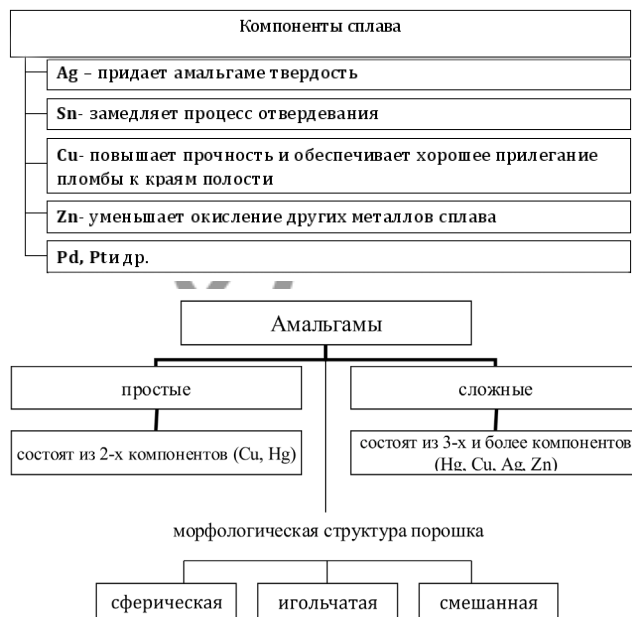 Компоненты сплава
Ag – придает амальгаме твердость
Sn- замедляет процесс отвердевания
Cu- повышает прочность и обеспечивает хорошее прилегание
пломбы к краям полости
Zn- уменьшает окисление других металлов сплава
Pd, Ptи др.
Амальгамы
простые
сложные
состоят из 2-х компонентов (Cu, Hg)
состоят из 3-х и более компонентов
(Hg, Cu, Ag, Zn)
морфологическая структура порошка
сферическая
игольчатая
смешанная